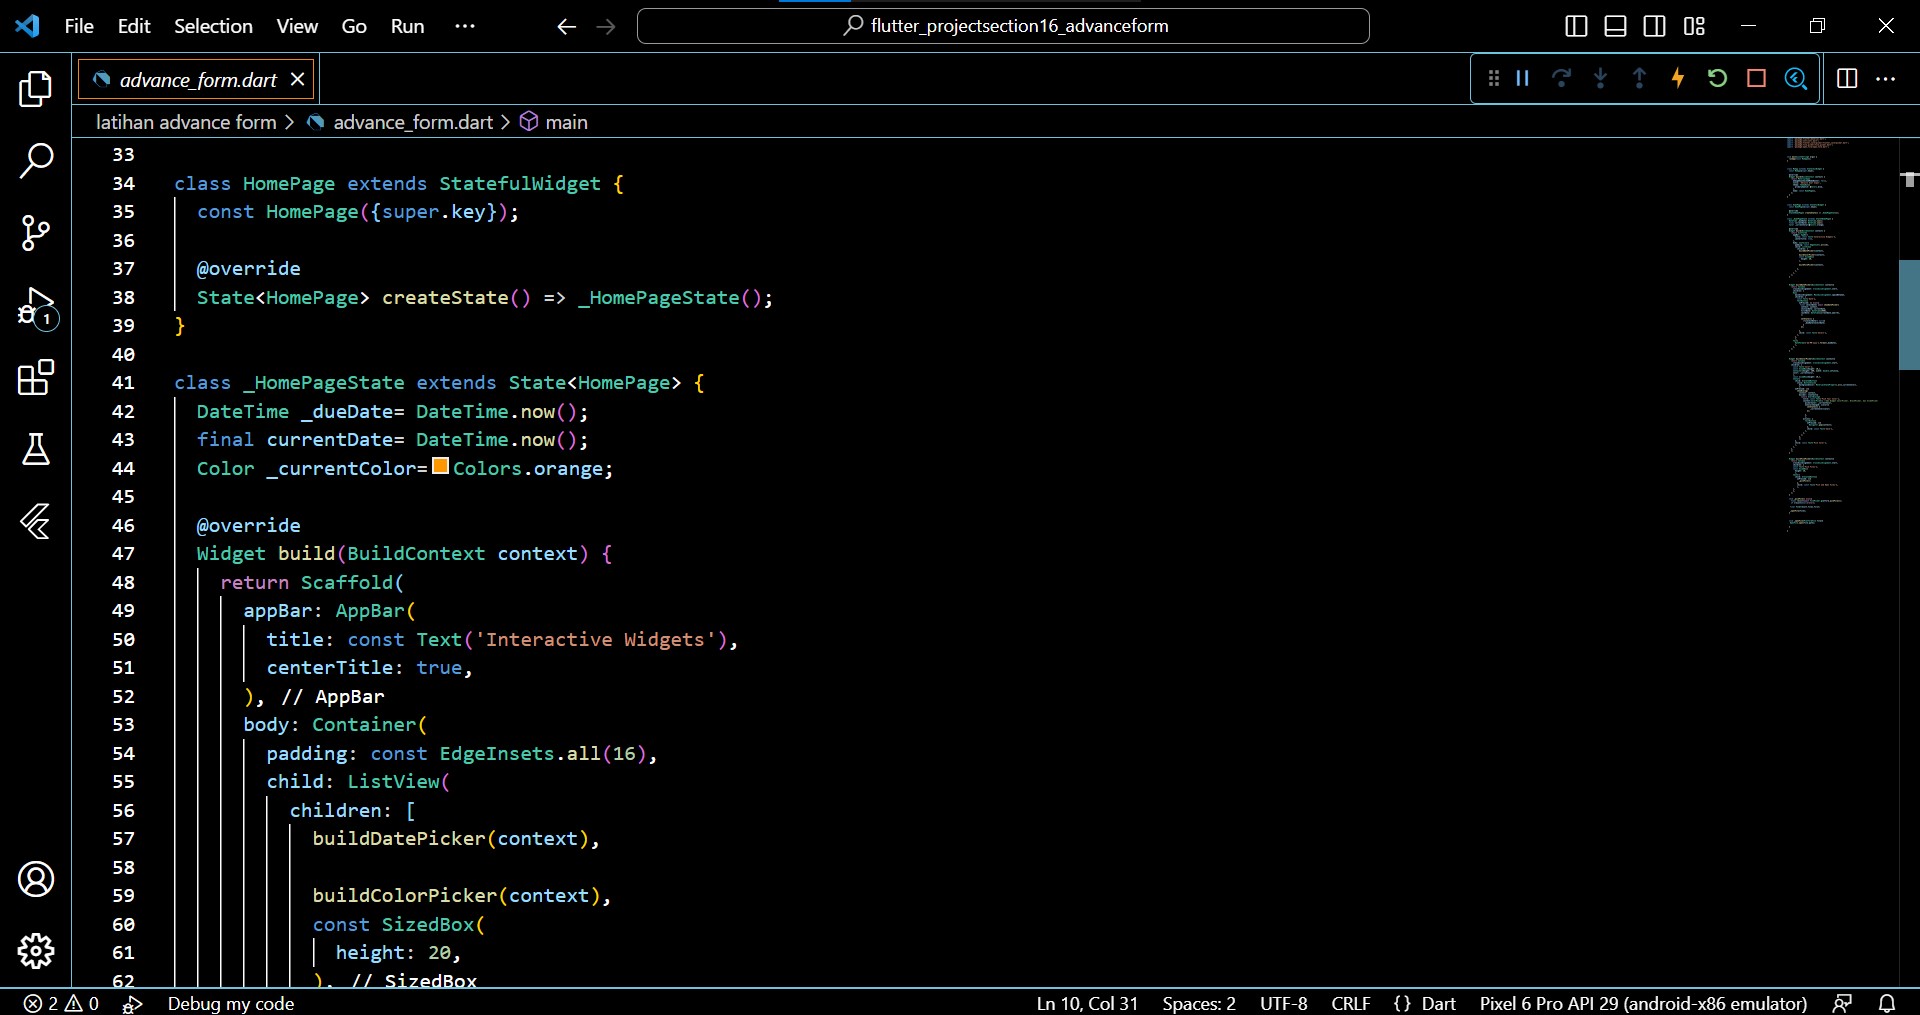 File Edit Selection View Go Run ···
flutter_projectsection16_advanceform
advance_form.dart
latihan advance form > advance_form.dart > main
33
34 class HomePage extends StatefulWidget {
35   const HomePage({super.key});
36
37   @override
38   State<HomePage> createState() => _HomePageState();
39 }
40
41 class _HomePageState extends State<HomePage> {
42   DateTime _dueDate= DateTime.now();
43   final currentDate= DateTime.now();
44   Color _currentColor= Colors.orange;
45
46   @override
47   Widget build(BuildContext context) {
48     return Scaffold(
49       appBar: AppBar(
50         title: const Text('Interactive Widgets'),
51         centerTitle: true,
52       ), // AppBar
53       body: Container(
54         padding: const EdgeInsets.all(16),
55         child: ListView(
56           children: [
57             buildDatePicker(context),
58
59             buildColorPicker(context),
60             const SizedBox(
61               height: 20,
62             ), // SizedBox
1
2 0 Debug my code Ln 10, Col 31 Spaces: 2 UTF-8 CRLF {} Dart Pixel 6 Pro API 29 (android-x86 emulator)